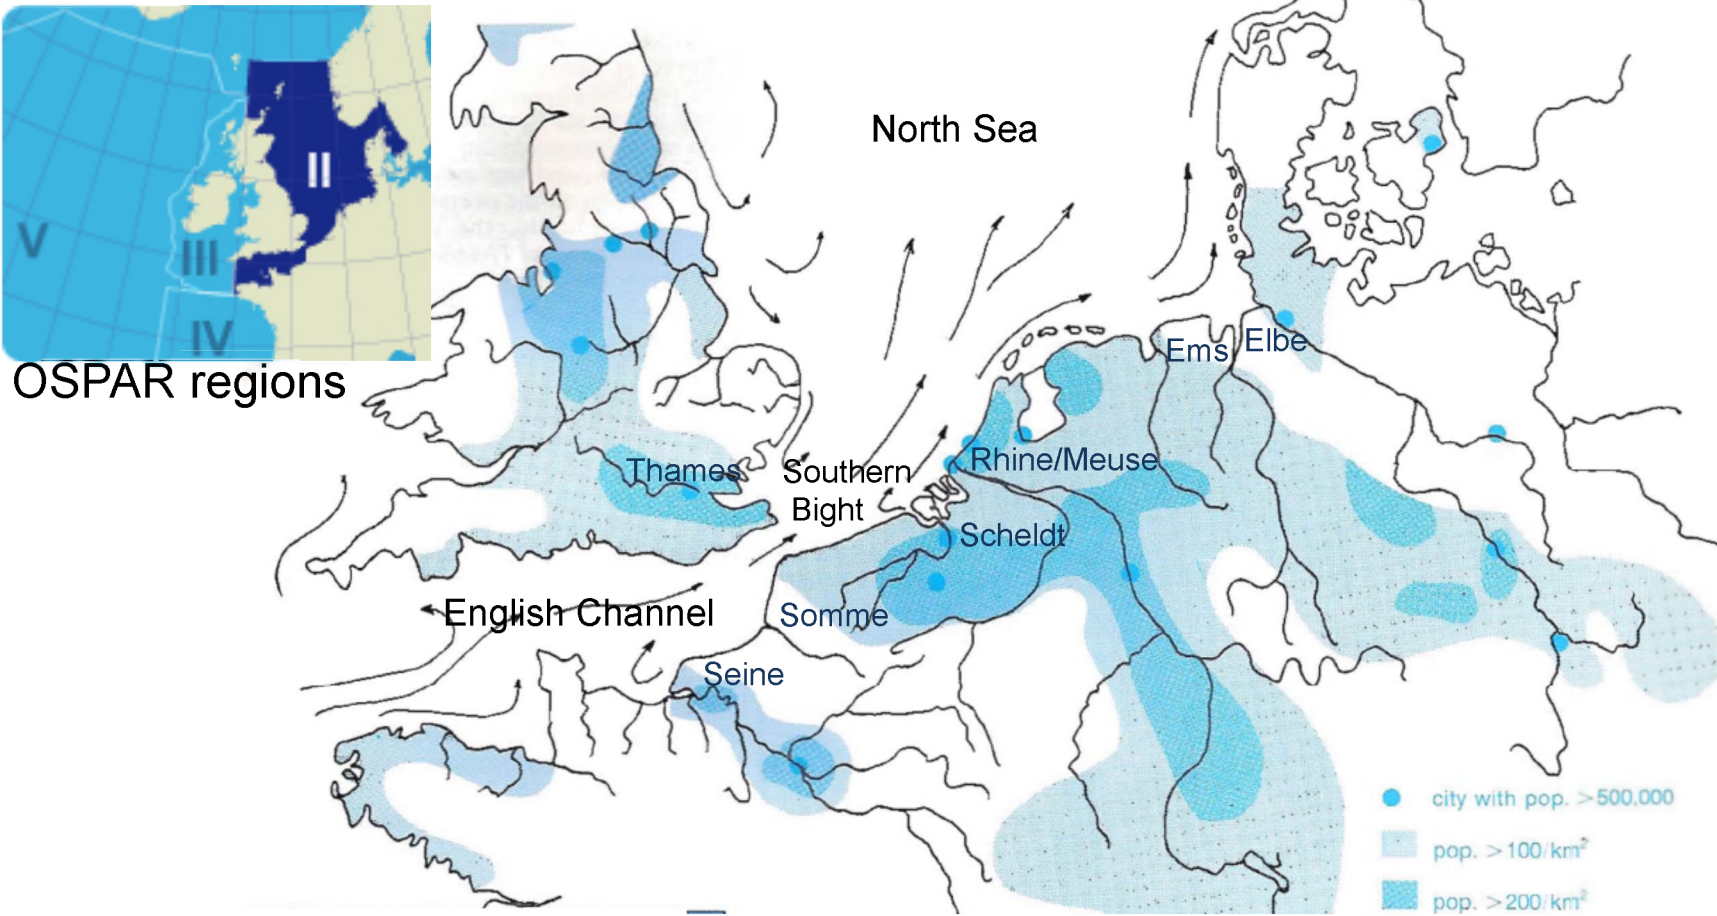 V
III
II
IV
OSPAR regions
North Sea
Ems
Elbe
Thames
Southern
Bight
Rhine/Meuse
Scheldt
English Channel
Somme
Seine
city with pop. >500.000
pop. >100/km²
pop. >200/km²